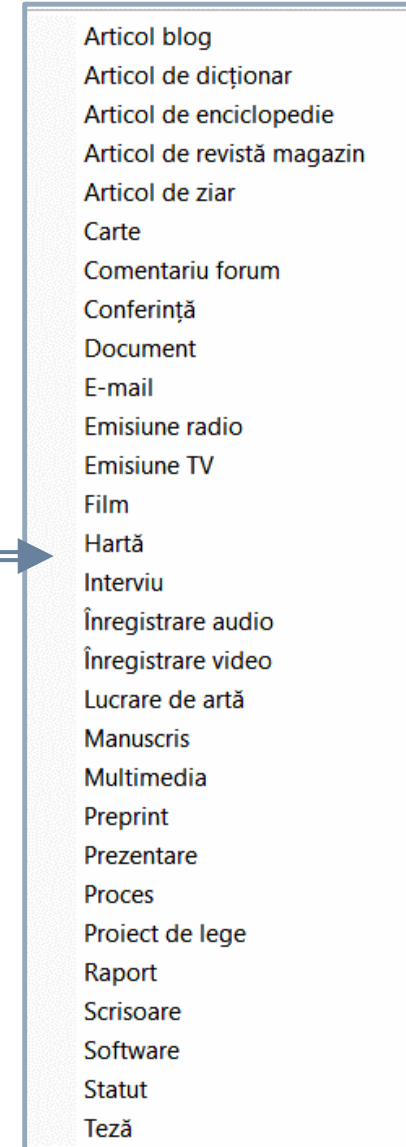 Articol blog
Articol de dicționar
Articol de enciclopedie
Articol de revistă magazin
Articol de ziar
Carte
Comentariu forum
Conferință
Document
E-mail
Emisiune radio
Emisiune TV
Film
Hartă
Interviu
Înregistrare audio
Înregistrare video
Lucrare de artă
Manuscris
Multimedia
Preprint
Prezentare
Proces
Proiect de lege
Raport
Scrisoare
Software
Statut
Teză